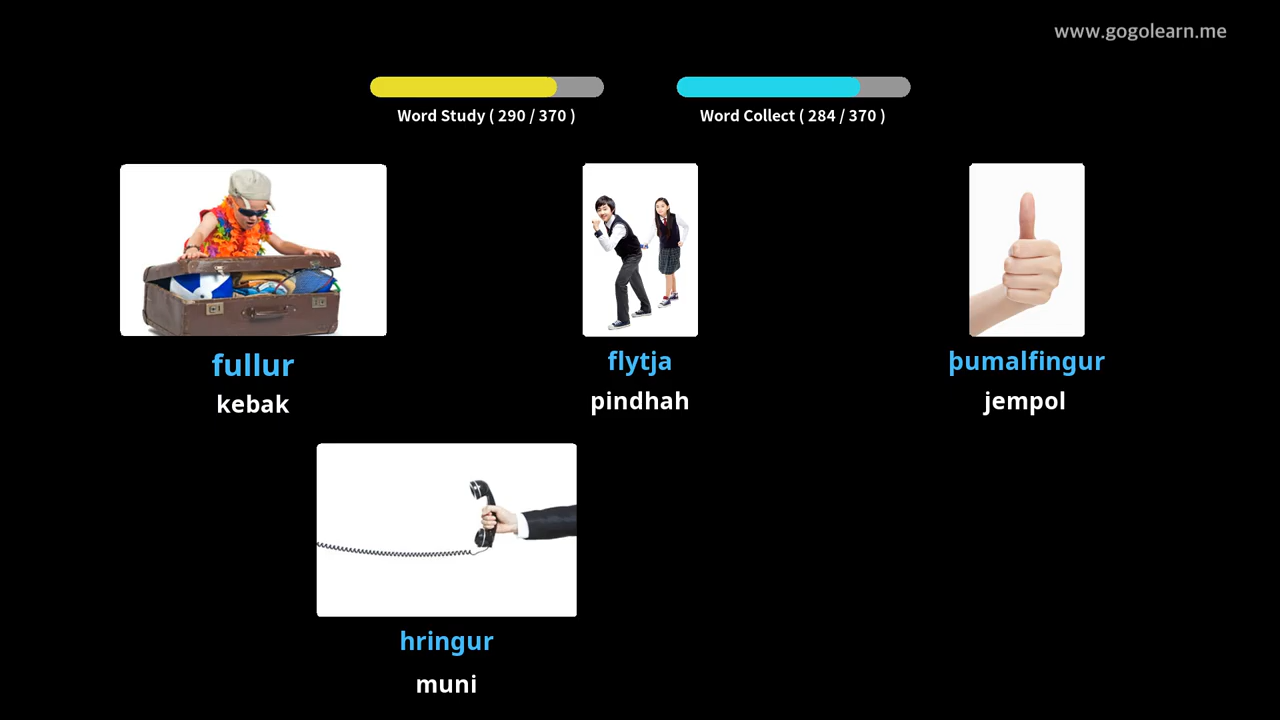 www.gogolearn.me
Word Study ( 290 / 370 )
Word Collect ( 284 / 370 )
fullur
kebak
flytja
pindhah
þumalfingur
jempol
hringur
muni